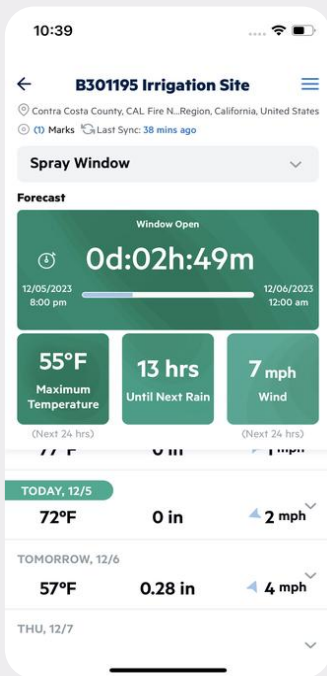 10:39
B301195 Irrigation Site
Contra Costa County, CAL Fire N...Region, California, United States
(1) Marks Last Sync: 38 mins ago
Spray Window
Forecast
Window Open
0d:02h:49m
12/05/2023
8:00 pm
12/06/2023
12:00 am
55°F
Maximum
Temperature
(Next 24 hrs)
13 hrs
Until Next Rain
7 mph
Wind
(Next 24 hrs)
TODAY, 12/5
72°F 0 in 2 mph
TOMORROW, 12/6
57°F 0.28 in 4 mph
THU, 12/7